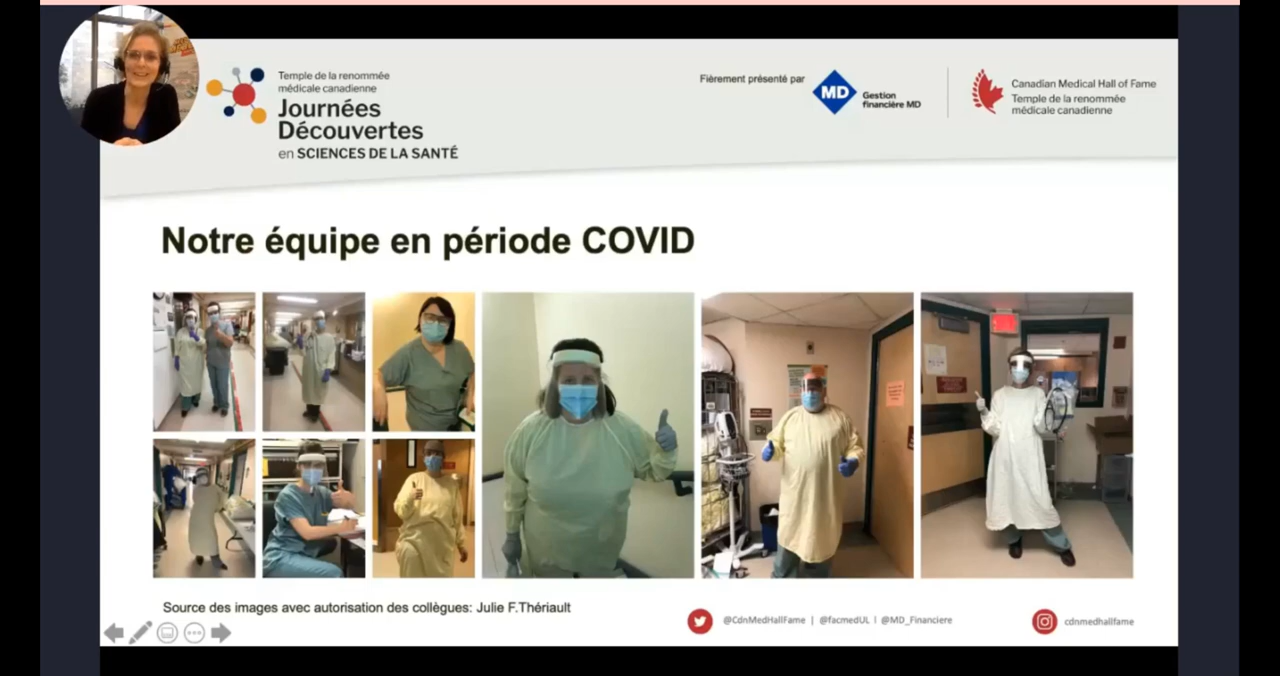 Temple de la renommée
médicale canadienne
Journées
Découvertes
en SCIENCES DE LA SANTÉ
Fièrement présenté par
MD
Gestion
financière MD
Canadian Medical Hall of Fame
Temple de la renommée
médicale canadienne
Notre équipe en période COVID
Source des images avec autorisation des collègues: Julie F.Thériault
@CdnMedHallFame | @facmedUL | @MD_Financiere
cdnmedhallfame